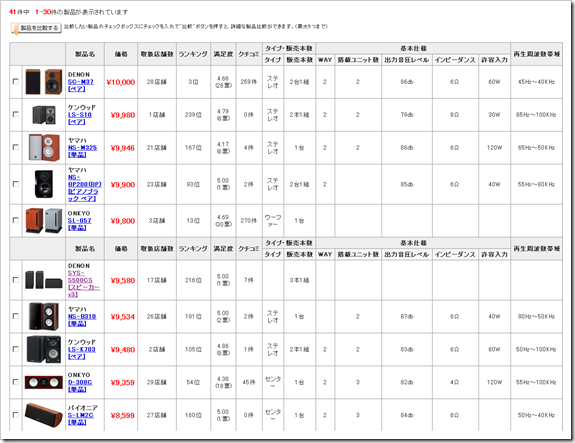 41件中 1-30件の製品が表示されています
製品を比較する 比較したい製品のチェックボックスにチェックを入れて"比較"ボタンを押すと、詳細な製品比較ができます。(最大5つまで)
製品名 価格 取扱店舗数 ランキング 満足度 クチコミ タイプ・販売本数 基本仕様 再生周波数帯域
タイプ 販売本数 WAY 搭載ユニット数 出力音圧レベル インピーダンス 許容入力
DENON SC-M37 [ペア] ¥10,000 28店舗 3位 4.66 (28票) 259件 ステレオ 2台1組 2 2 86db 6Ω 60W 45Hz~40KHz
ケンウッド LS-S10 [ペア] ¥9,980 1店舗 239位 4.79 0件 ステレオ 2本1組 2 2 79db 8Ω 30W 85Hz~100KHz
ヤマハ NS-M325 [単品] ¥9,946 21店舗 167位 4.17 4件 ステレオ 1台 2 2 86db 6Ω 120W 65Hz~50KHz
ヤマハ NS-BP200(BP) [ピアノブラック ペア] ¥9,900 23店舗 93位 5.00 2件 ステレオ 2台1組 2 85db 6Ω 40W 55Hz~80KHz
ONKYO SL-057 ¥9,800 3店舗 13位 4.69 270件 ウーファー 1台
製品名 価格 取扱店舗数 ランキング 満足度 クチコミ タイプ・販売本数 基本仕様 再生周波数帯域
タイプ 販売本数 WAY 搭載ユニット数 出力音圧レベル インピーダンス 許容入力
DENON SYS-S500CS [スピーカーx3] ¥9,580 17店舗 216位 5.00 (1票) 7件 3本1組
ヤマハ NS-B310 [単品] ¥9,534 26店舗 191位 5.00 (2票) 2件 ステレオ 1台 2 2 87db 6Ω 40W 80Hz~50KHz
ケンウッド LS-K703 [ペア] ¥9,480 2店舗 105位 4.86 1件 ステレオ 2本1組 2 2 83db 6Ω 60W 50Hz~100KHz
ONKYO D-308C [単品] ¥9,359 29店舗 54位 4.38 (18票) 45件 センター 1台 2 3 82db 4Ω 120W 55Hz~100KHz
パイオニア S-LM2C [単品] ¥8,599 27店舗 160位 5.00 (1票) 0件 センター 1台 2 3 84db 6Ω 50Hz~50KHz